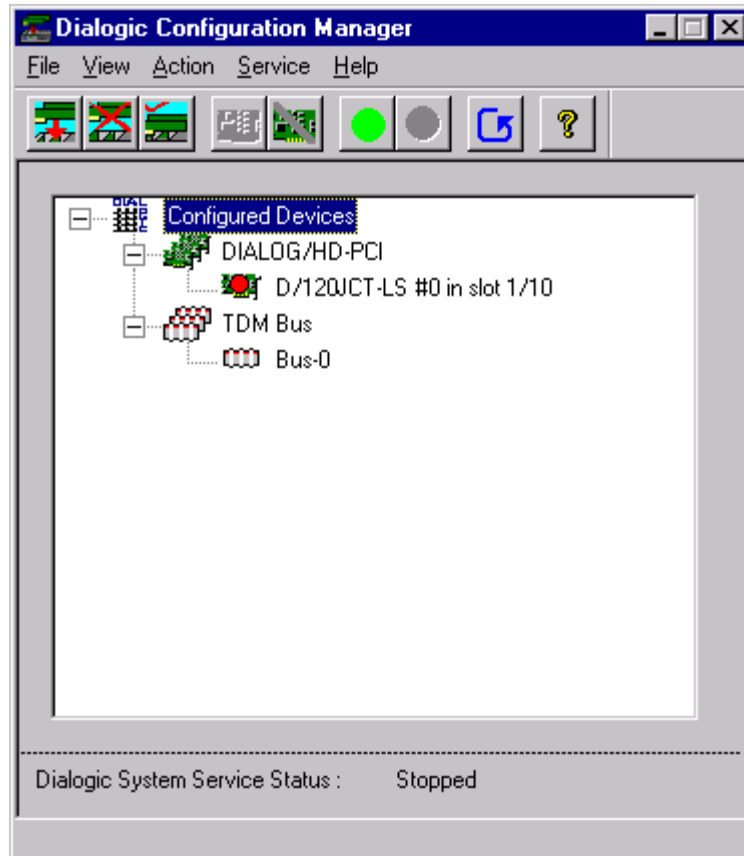 Dialogic Configuration Manager
File View Action Service Help
DIAL
Configured Devices
DIALOG/HD-PCI
D/120JCT-LS #0 in slot 1/10
TDM Bus
Bus-0
Dialogic System Service Status : Stopped